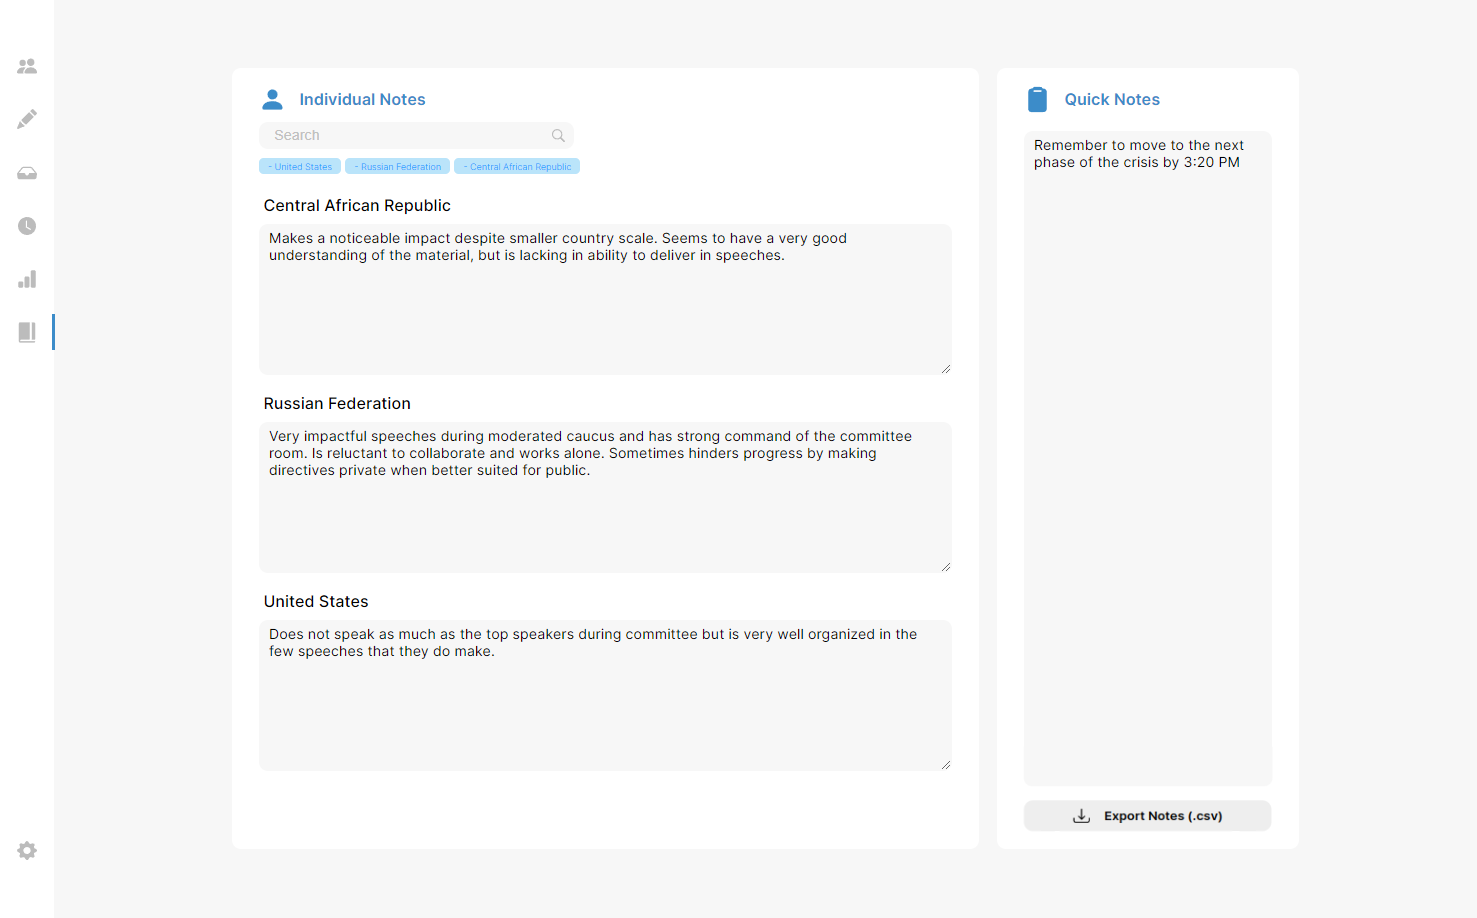 Individual Notes
Search
- United States
- Russian Federation
- Central African Republic
Central African Republic
Makes a noticeable impact despite smaller country scale. Seems to have a very good
understanding of the material, but is lacking in ability to deliver in speeches.
Russian Federation
Very impactful speeches during moderated caucus and has strong command of the committee
room. Is reluctant to collaborate and works alone. Sometimes hinders progress by making
directives private when better suited for public.
United States
Does not speak as much as the top speakers during committee but is very well organized in the
few speeches that they do make.
Quick Notes
Remember to move to the next
phase of the crisis by 3:20 PM
Export Notes (.csv)